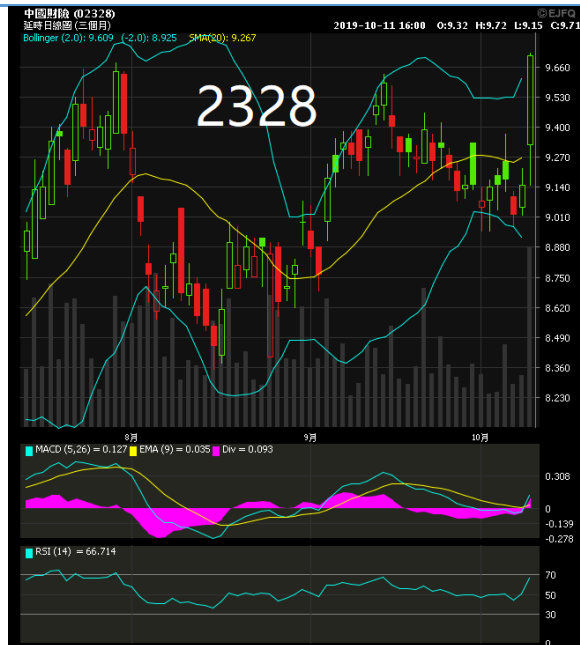 中國財險 (02328)
©EJFQ
延時日線圖 (三個月)
2019-10-11 16:00 O:9.32 H:9.72 L:9.15 C:9.71
Bollinger (2.0): 9.609 (-2.0): 8.925 SMA(20): 9.267
2328
9.660
9.530
9.400
9.270
9.140
9.010
8.880
8.750
8.620
8.490
8.360
8.230
8月 9月 10月
MACD (5,26) = 0.127 EMA (9) = 0.035 Div = 0.093
0.308
0
-0.139
-0.278
RSI (14) = 66.714
70
50
30
0